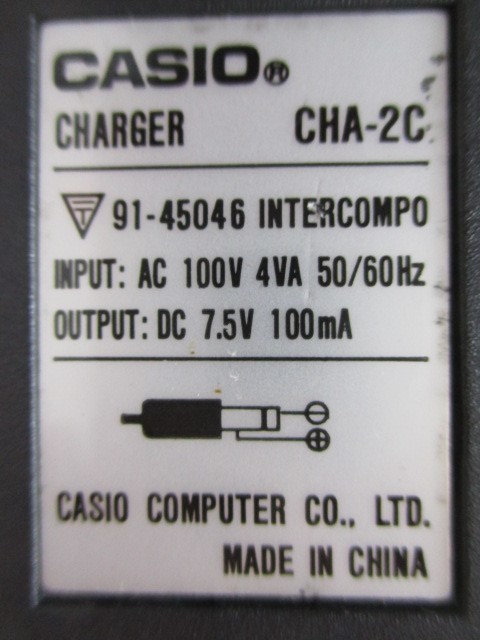 CASIO®
CHARGER CHA-2C
91-45046 INTERCOMPO
INPUT: AC 100V 4VA 50/60Hz
OUTPUT: DC 7.5V 100mA
CASIO COMPUTER CO., LTD.
MADE IN CHINA